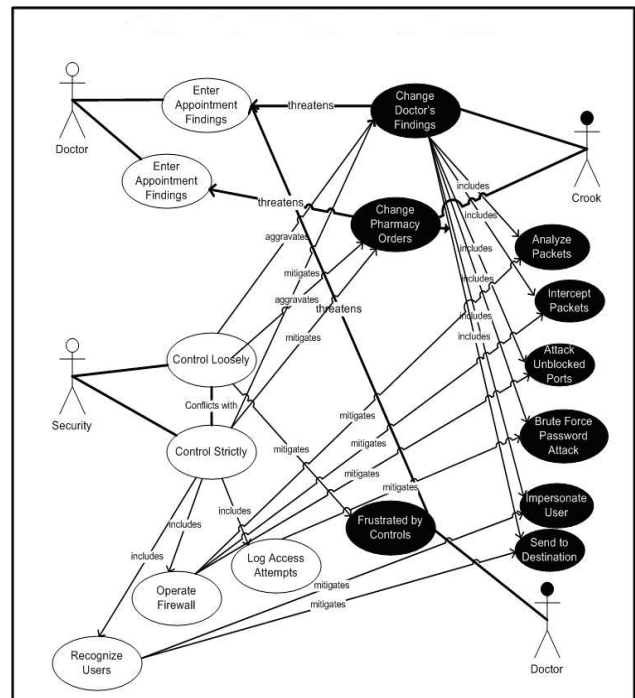 Enter
Appointment
Findings
threatens
Change
Doctor's
Findings
Doctor
Enter
Appointment
Findings
Crook
threatens
includes
Change
Pharmacy
Orders
includes
aggravates
includes
Analyze
Packets
mitigates
includes
Intercept
Packets
aggravates
threatens
includes
mitigates
includes
Control Loosely
Attack
Unblocked
Ports
Security
Conflicts with
mitigates
Brute Force
Password
Attack
Control Strictly
mitigates
mitigates
mitigates
mitigates
Impersonate
User
includes
includes
Frustrated by
Controls
Send to
Destination
includes
Log Access
Attempts
Operate
Firewall
mitigates
mitigates
Recognize
Users
Doctor